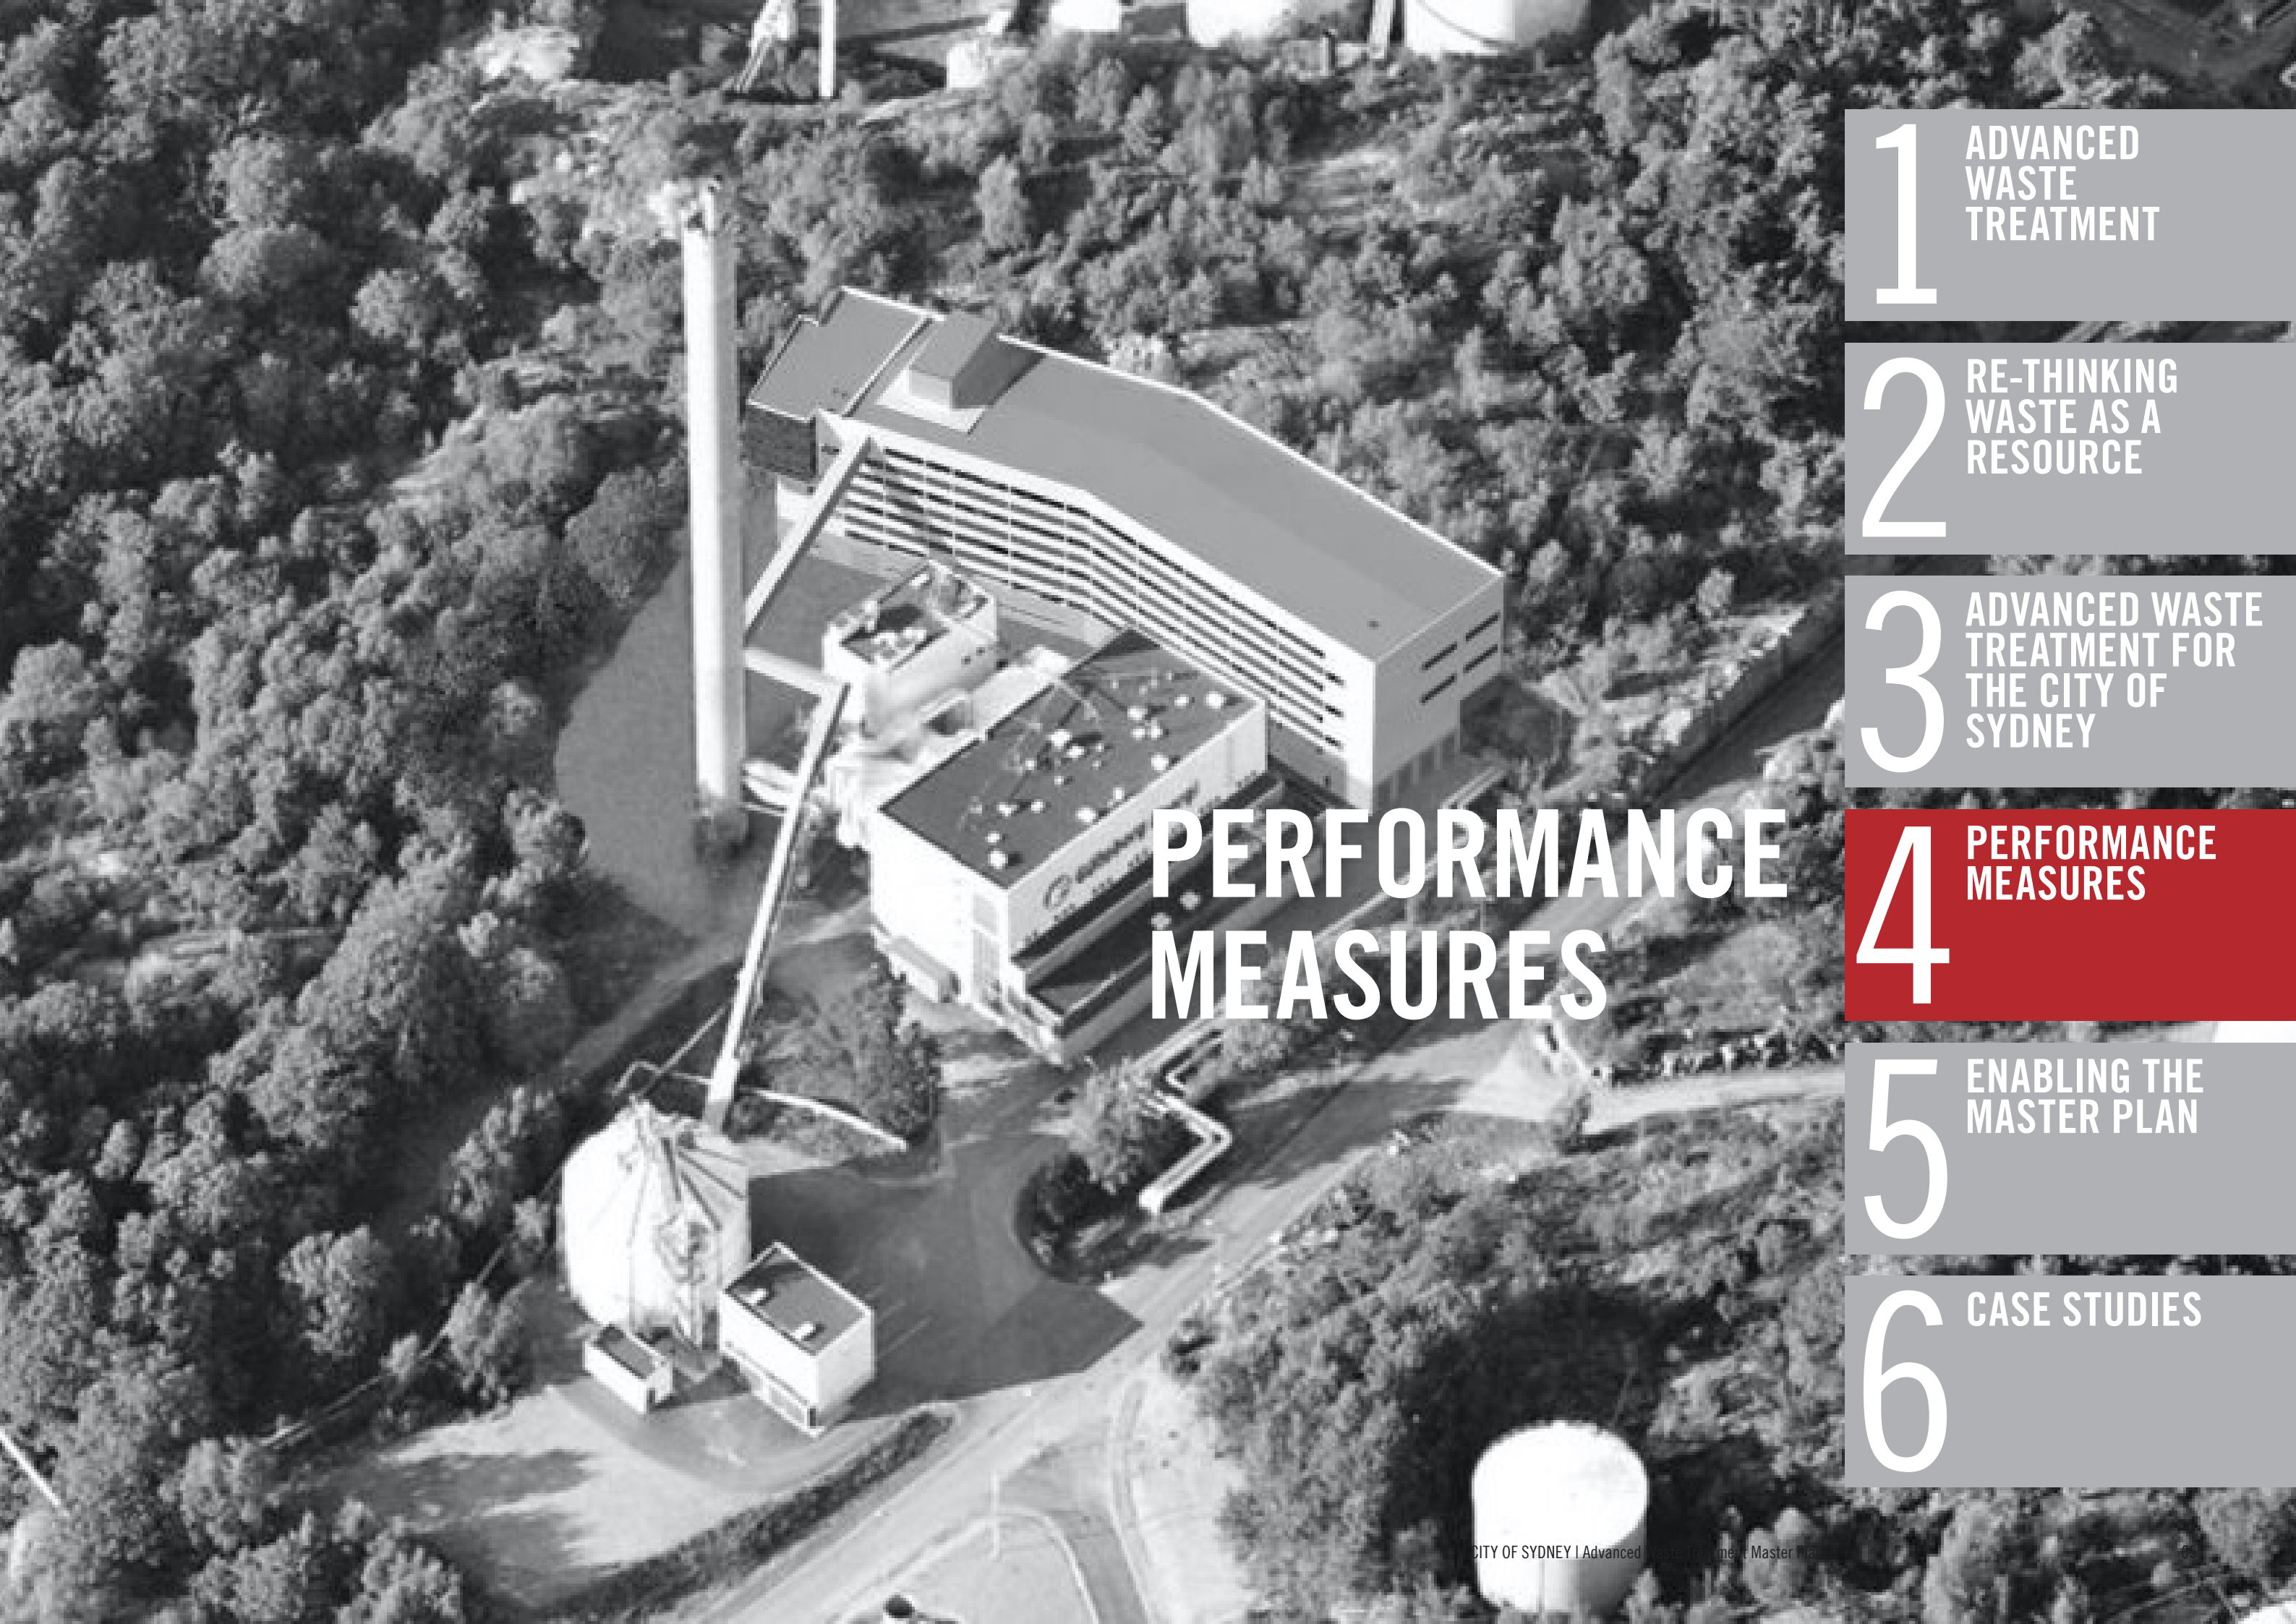 1
ADVANCED
WASTE
TREATMENT
2
RE-THINKING
WASTE AS A
RESOURCE
3
ADVANCED WASTE
TREATMENT FOR
THE CITY OF
SYDNEY
PERFORMANCE
MEASURES
4
PERFORMANCE
MEASURES
5
ENABLING THE
MASTER PLAN
6
CASE STUDIES
CITY OF SYDNEY | Advanced Master